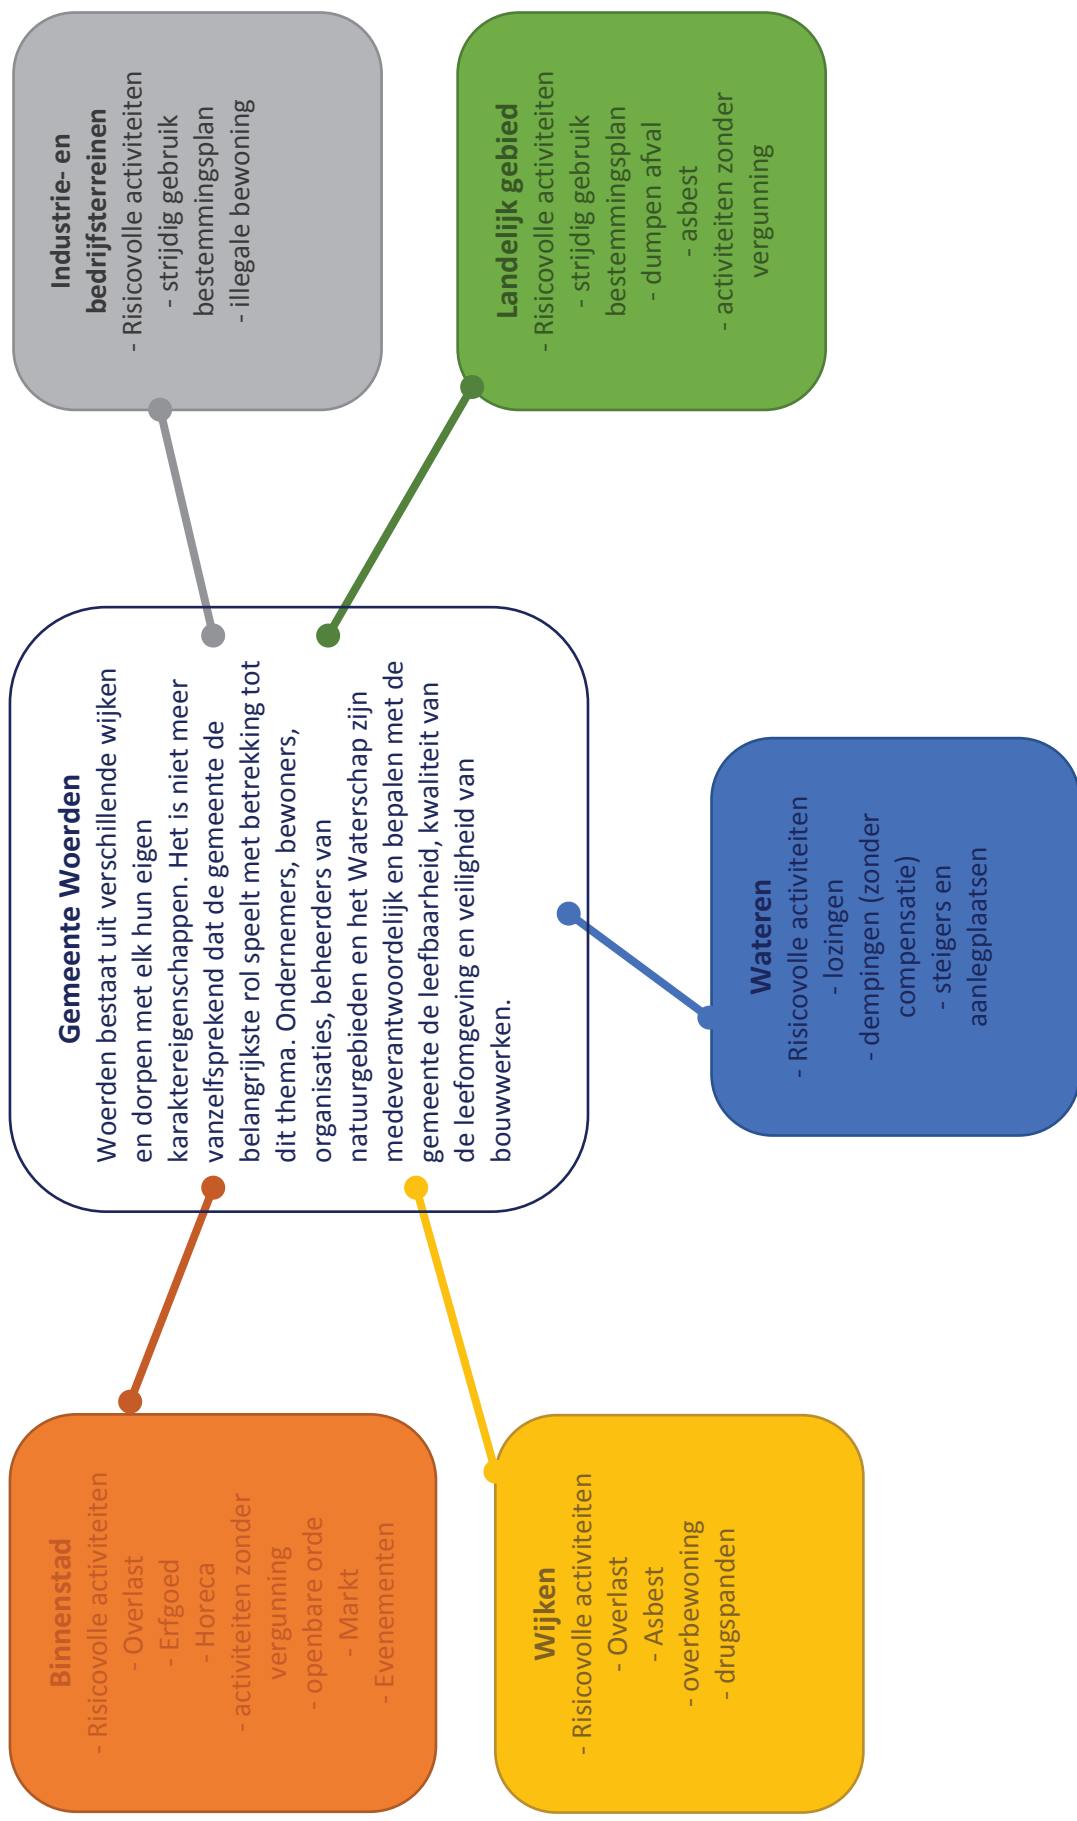 Binnenstad
- Risicovolle activiteiten
- Overlast
- Erfgoed
- Horeca
- activiteiten zonder
vergunning
- openbare orde
- Markt
- Evenementen
Gemeente Woerden
Woerden bestaat uit verschillende wijken
en dorpen met elk hun eigen
karaktereigenschappen. Het is niet meer
vanzelfsprekend dat de gemeente de
belangrijkste rol speelt met betrekking tot
dit thema. Ondernemers, bewoners,
organisaties, beheerders van
natuurgebieden en het Waterschap zijn
medeverantwoordelijk en bepalen met de
gemeente de leefbaarheid, kwaliteit van
de leefomgeving en veiligheid van
bouwwerken.
Industrie- en
bedrijfsterreinen
- Risicovolle activiteiten
- strijdig gebruik
bestemmingsplan
- illegale bewoning
Wijken
- Risicovolle activiteiten
- Overlast
- Asbest
- overbewoning
- drugspanden
Wateren
- Risicovolle activiteiten
- lozingen
- dempingen (zonder
compensatie)
- steigers en
aanlegplaatsen
Landelijk gebied
- Risicovolle activiteiten
- strijdig gebruik
bestemmingsplan
- dumpen afval
- asbest
- activiteiten zonder
vergunning